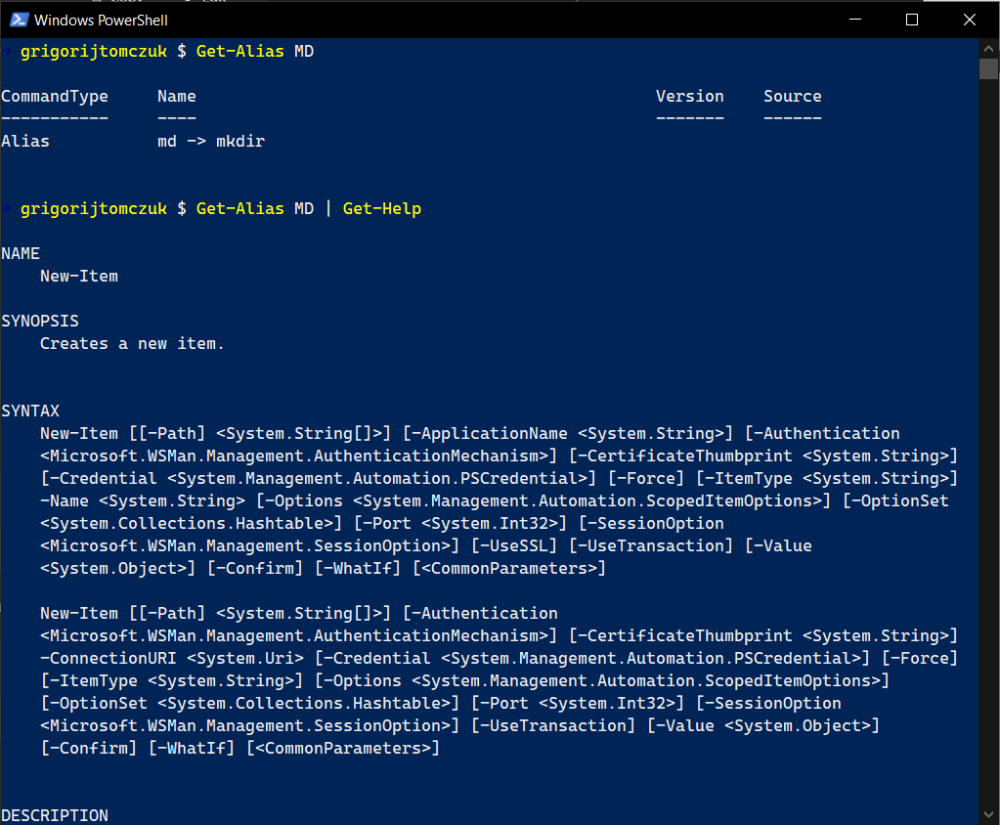 Windows PowerShell
→ grigorijtomczuk $ Get-Alias MD
CommandType     Name                                               Version    Source
-----------     ----                                               -------    ------
Alias           md -> mkdir
→ grigorijtomczuk $ Get-Alias MD | Get-Help
NAME
    New-Item
SYNOPSIS
    Creates a new item.
SYNTAX
    New-Item [[-Path] <System.String[]>] [-ApplicationName <System.String>] [-Authentication
    <Microsoft.WSMan.Management.AuthenticationMechanism>] [-CertificateThumbprint <System.String>]
    [-Credential <System.Management.Automation.PSCredential>] [-Force] [-ItemType <System.String>]
    -Name <System.String> [-Options <System.Management.Automation.ScopedItemOptions>] [-OptionSet
    <System.Collections.Hashtable>] [-Port <System.Int32>] [-SessionOption
    <Microsoft.WSMan.Management.SessionOption>] [-UseSSL] [-UseTransaction] [-Value
    <System.Object>] [-Confirm] [-WhatIf] [<CommonParameters>]
    New-Item [[-Path] <System.String[]>] [-Authentication
    <Microsoft.WSMan.Management.AuthenticationMechanism>] [-CertificateThumbprint <System.String>]
    -ConnectionURI <System.Uri> [-Credential <System.Management.Automation.PSCredential>] [-Force]
    [-ItemType <System.String>] [-Options <System.Management.Automation.ScopedItemOptions>]
    [-OptionSet <System.Collections.Hashtable>] [-Port <System.Int32>] [-SessionOption
    <Microsoft.WSMan.Management.SessionOption>] [-UseTransaction] [-Value <System.Object>]
    [-Confirm] [-WhatIf] [<CommonParameters>]
DESCRIPTION